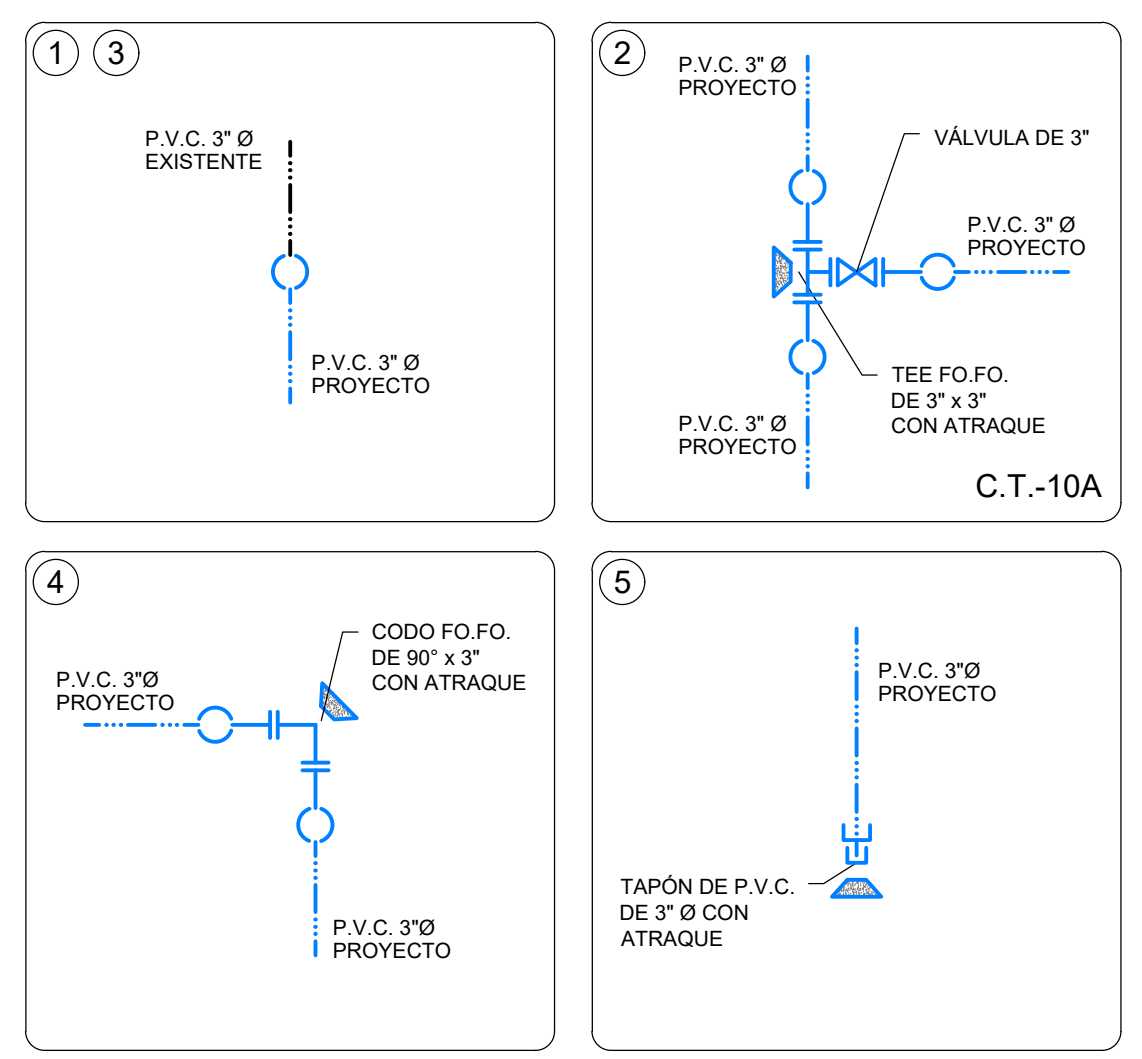 1
3
P.V.C. 3" Ø
EXISTENTE
P.V.C. 3" Ø
PROYECTO
2
P.V.C. 3" Ø
PROYECTO
VÁLVULA DE 3"
P.V.C. 3" Ø
PROYECTO
TEE FO.FO.
DE 3" x 3"
CON ATRAQUE
P.V.C. 3" Ø
PROYECTO
C.T.-10A
4
CODO FO.FO.
DE 90° x 3"
CON ATRAQUE
P.V.C. 3"Ø
PROYECTO
P.V.C. 3"Ø
PROYECTO
5
P.V.C. 3"Ø
PROYECTO
TAPÓN DE P.V.C.
DE 3" Ø CON
ATRAQUE